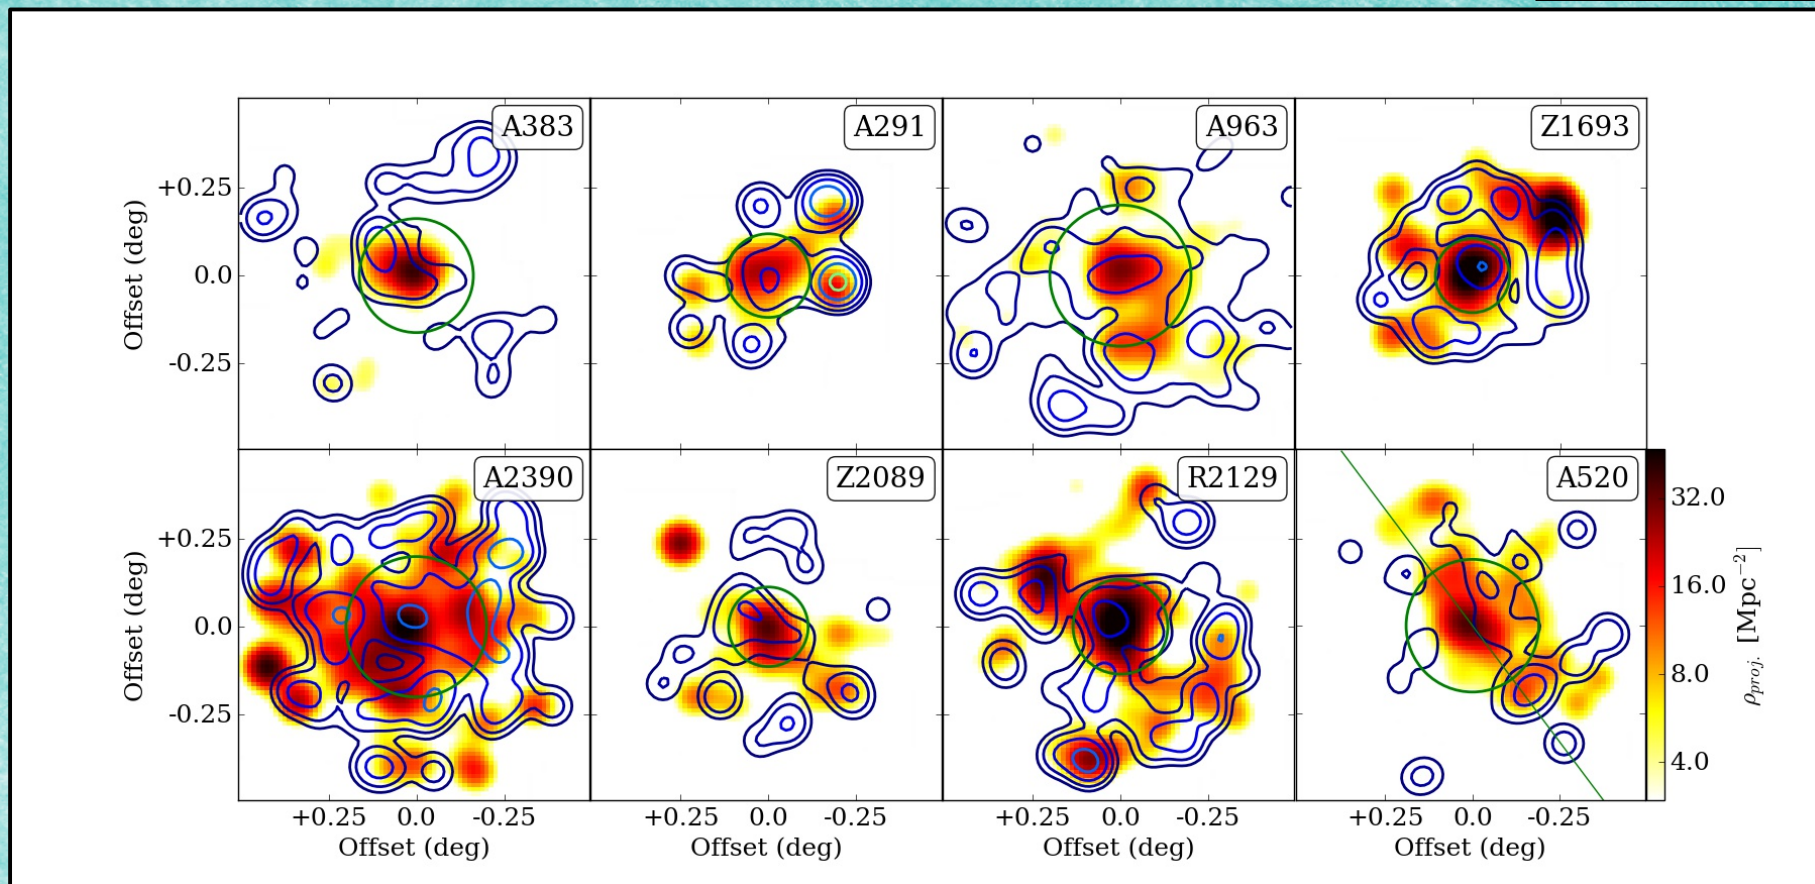 A383
A291
A963
Z1693
+0.25
0.0
-0.25
Offset (deg)
A2390
Z2089
R2129
A520
+0.25
0.0
-0.25
Offset (deg)
32.0
16.0
8.0
4.0
ρproj. [Mpc−2]
+0.25 0.0 -0.25
+0.25 0.0 -0.25
+0.25 0.0 -0.25
+0.25 0.0 -0.25
Offset (deg)
Offset (deg)
Offset (deg)
Offset (deg)